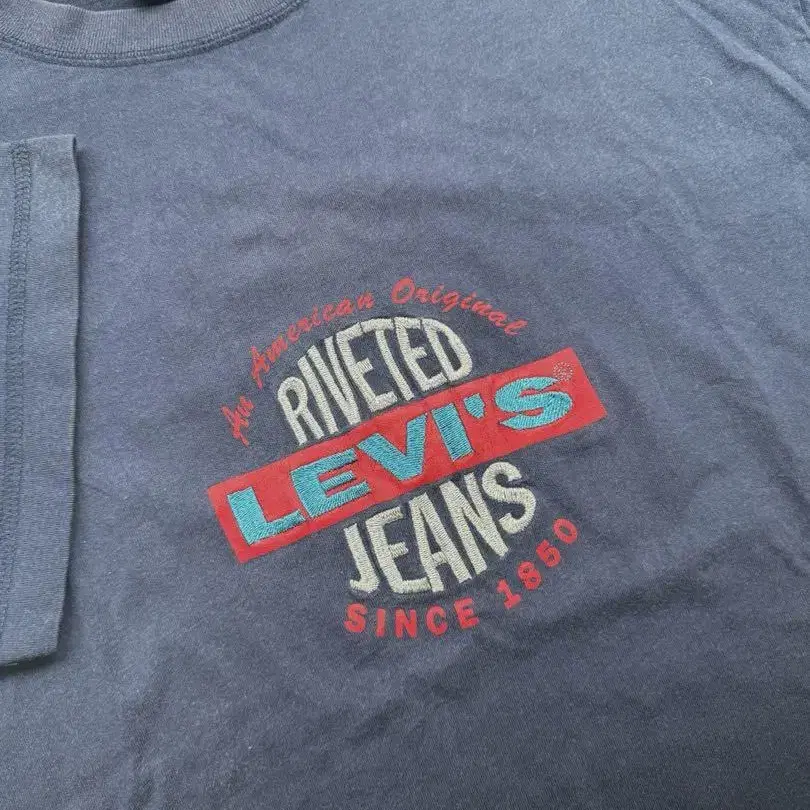 An American Original
RIVETED
LEVI'S®
JEANS
SINCE 1850